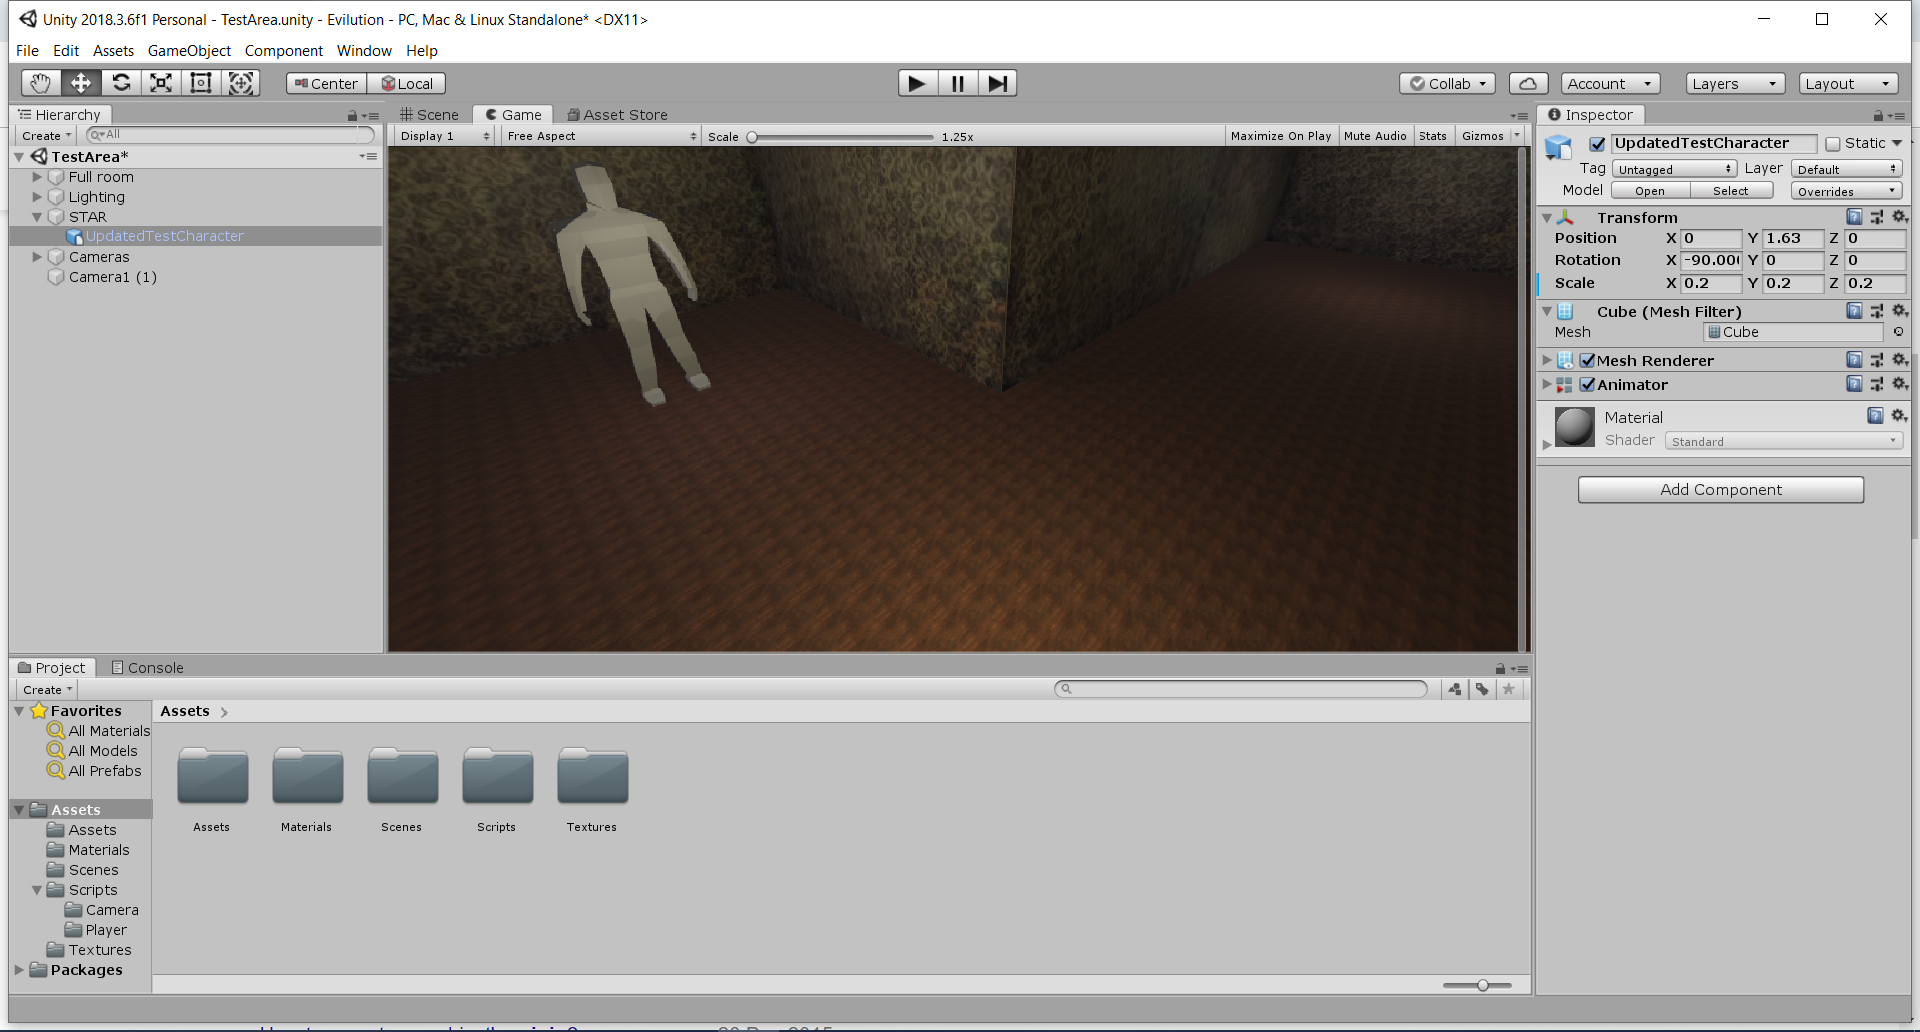 Unity 2018.3.6f1 Personal - TestArea.unity - Evilution - PC, Mac & Linux Standalone* <DX11>
File Edit Assets GameObject Component Window Help
Center Local Collab Account Layers Layout
Hierarchy
Create All
TestArea*
Full room
Lighting
STAR
UpdatedTestCharacter
Cameras
Camera1 (1)
Scene Game Asset Store
Display 1 Free Aspect Scale 1.25x Maximize On Play Mute Audio Stats Gizmos
Inspector
UpdatedTestCharacter Static
Tag Untagged Layer Default
Model Open Select Overrides
Transform
Position X 0 Y 1.63 Z 0
Rotation X -90.00 Y 0 Z 0
Scale X 0.2 Y 0.2 Z 0.2
Cube (Mesh Filter)
Mesh Cube
Mesh Renderer
Animator
Material
Shader Standard
Add Component
Project Console
Create
Favorites
All Materials
All Models
All Prefabs
Assets
Assets
Materials
Scenes
Scripts
Camera
Player
Textures
Packages
Assets
Assets Materials Scenes Scripts Textures